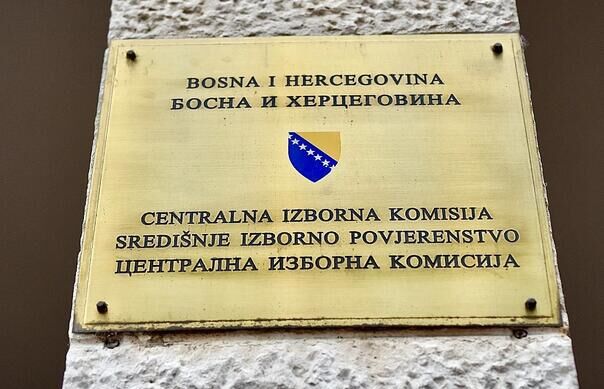 BOSNA I HERCEGOVINA
БОСНА И ХЕРЦЕГОВИНА
CENTRALNA IZBORNA KOMISIJA
SREDIŠNJE IZBORNO POVJERENSTVO
ЦЕНТРАЛНА ИЗБОРНА КОМИСИЈА